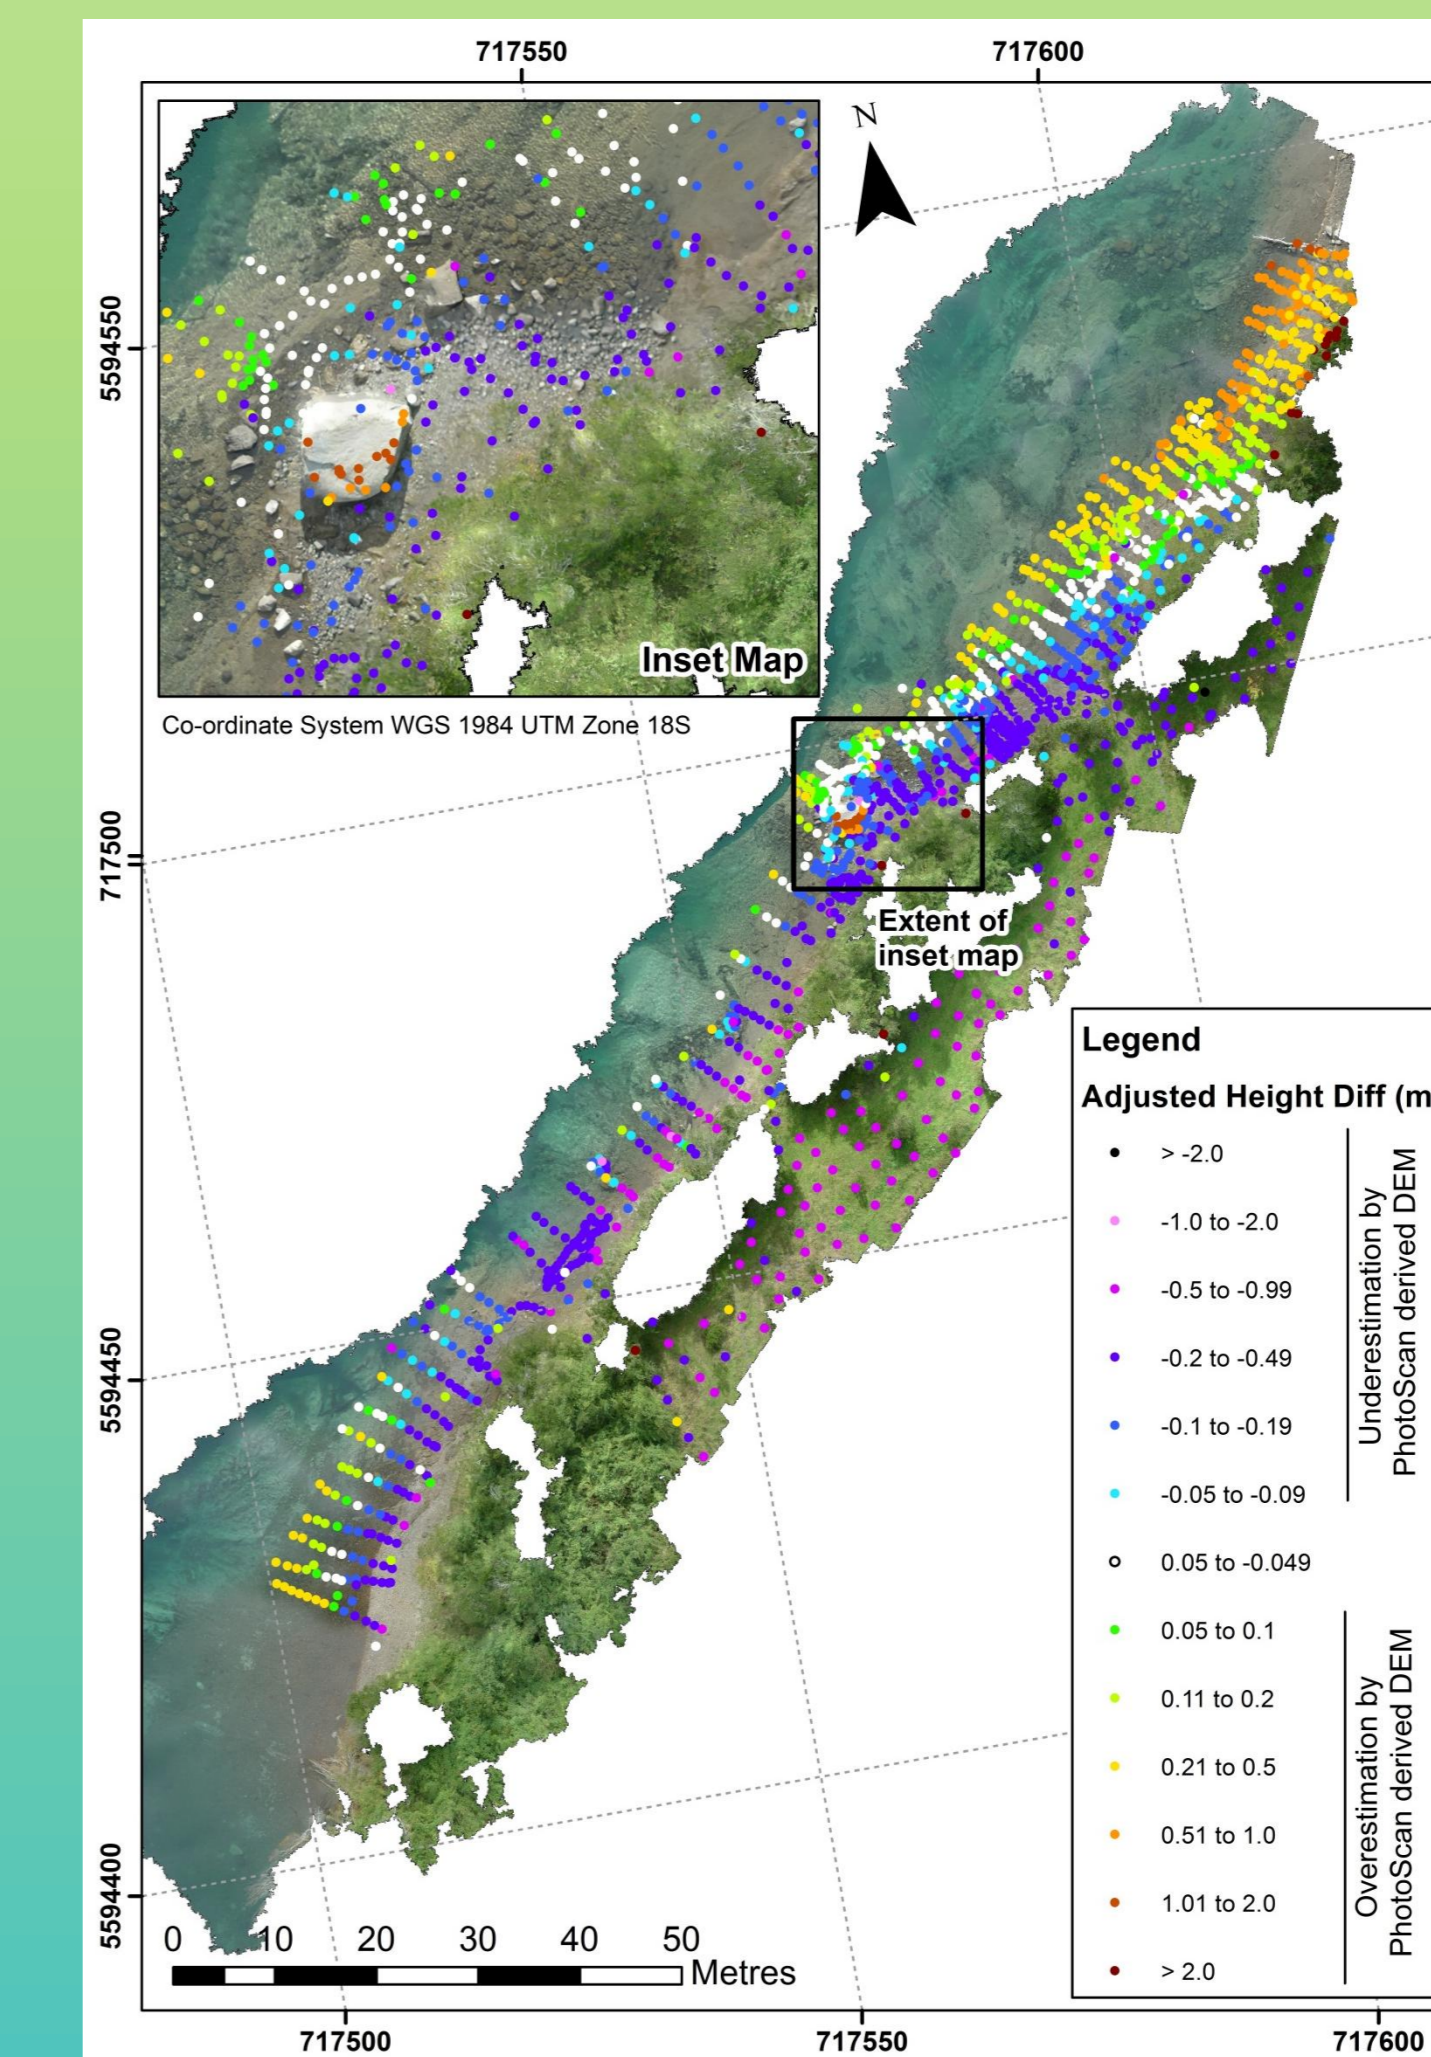 717550
717600
N
5594550
Inset Map
Co-ordinate System WGS 1984 UTM Zone 18S
717500
Extent of
inset map
Legend
Adjusted Height Diff (m
> -2.0
-1.0 to -2.0
-0.5 to -0.99
-0.2 to -0.49
-0.1 to -0.19
-0.05 to -0.09
0.05 to -0.049
0.05 to 0.1
0.11 to 0.2
0.21 to 0.5
0.51 to 1.0
1.01 to 2.0
> 2.0
Underestimation by
PhotoScan derived DEM
Overestimation by
PhotoScan derived DEM
5594450
5594400
0 10 20 30 40 50
Metres
717500
717550
717600